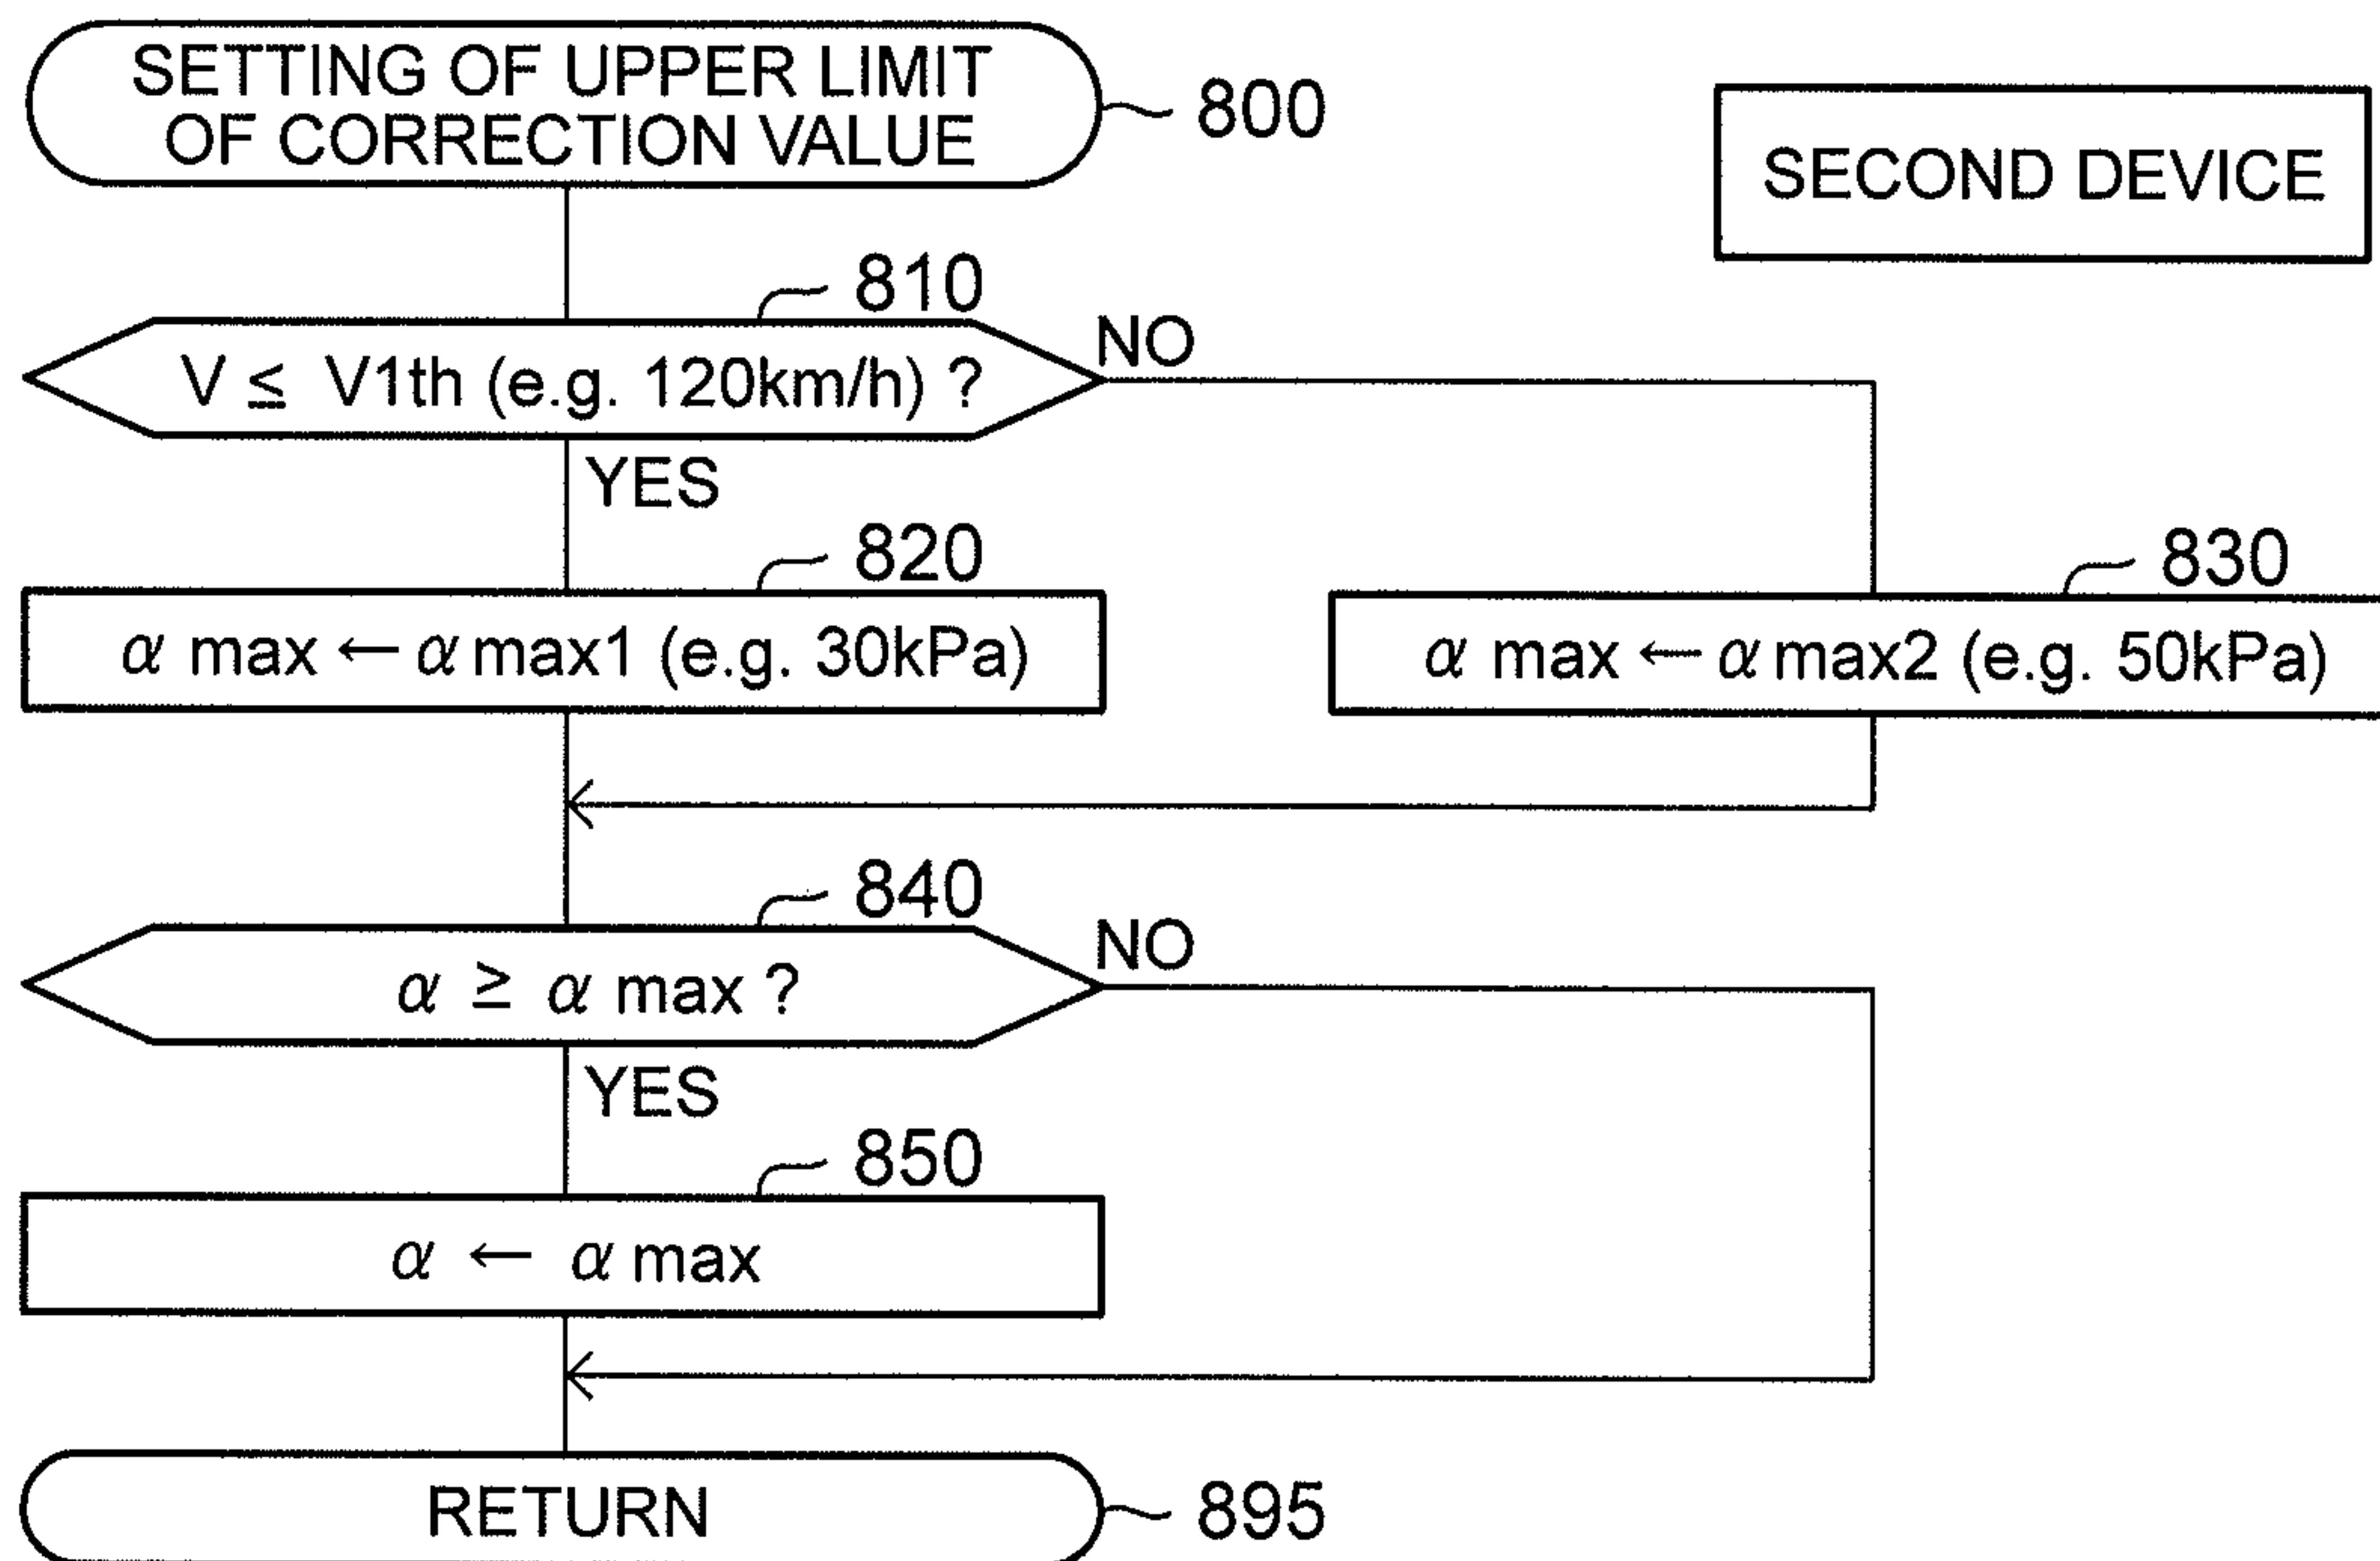 SETTING OF UPPER LIMIT
OF CORRECTION VALUE
800
SECOND DEVICE
810
V ≤ V1th (e.g. 120km/h) ?
NO
YES
820
α max ← α max1 (e.g. 30kPa)
830
α max ← α max2 (e.g. 50kPa)
840
α ≥ α max ?
NO
YES
850
α ← α max
RETURN
895